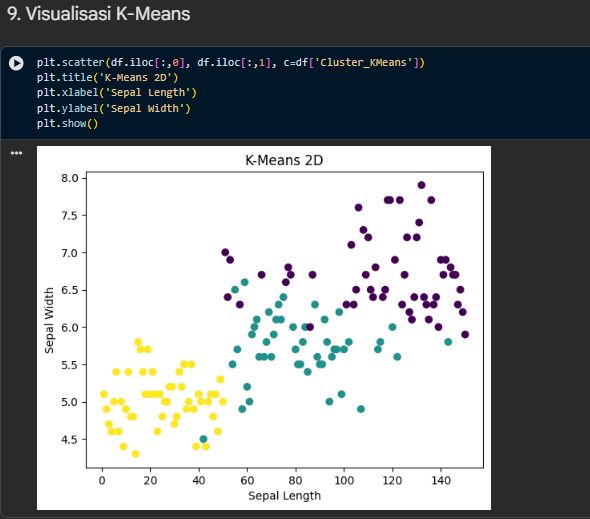 9. Visualisasi K-Means
plt.scatter(df.iloc[:,0], df.iloc[:,1], c=df['Cluster_KMeans'])
plt.title('K-Means 2D')
plt.xlabel('Sepal Length')
plt.ylabel('Sepal Width')
plt.show()
K-Means 2D
8.0
7.5
7.0
6.5
6.0
5.5
5.0
4.5
Sepal Width
0 20 40 60 80 100 120 140
Sepal Length